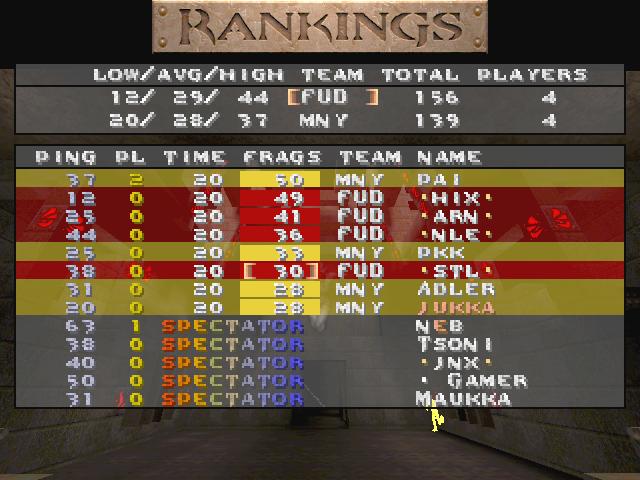 RANKINGS
LOW/AVG/HIGH TEAM TOTAL PLAYERS
12/ 29/ 44 [FUD ] 156 4
20/ 28/ 37 MNY 139 4
PING PL TIME FRAGS TEAM NAME
37 2 20 50 MNY PAI
12 0 20 49 FUD ·HIX·
25 0 20 41 FUD ·ARN·
44 0 20 36 FUD ·NLE·
25 0 20 33 MNY PKK
38 0 20 [ 30] FUD ·STL·
31 0 20 28 MNY ADLER
20 0 20 28 MNY JUKKA
63 1 SPECTATOR NEB
38 0 SPECTATOR TSONI
40 0 SPECTATOR ·JNX·
50 0 SPECTATOR · GAMER
31 0 SPECTATOR MAUKKA